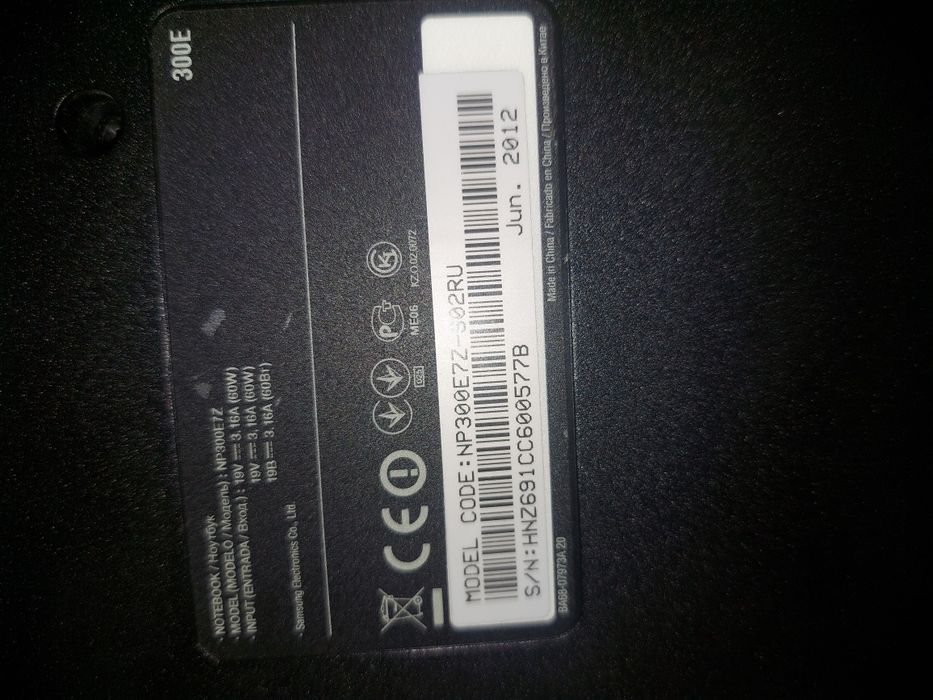 NOTEBOOK / Ноутбук
MODEL (MODELO / Модель) : NP300E7Z
INPUT (ENTRADA / Вход) : 19V ⎓ 3.16A (60W)
19V ⎓ 3.16A (60W)
19В ⎓ 3.16A (60Вт)
300E
Samsung Electronics Co., Ltd.
CE
ME06
KZ.O.02.0072
MODEL CODE:NP300E7Z-S02RU
Jun. 2012
S/N:HNZ691CC600577B
BA68-07973A 20
Made in China / Fabricado en China / Произведено в Китае